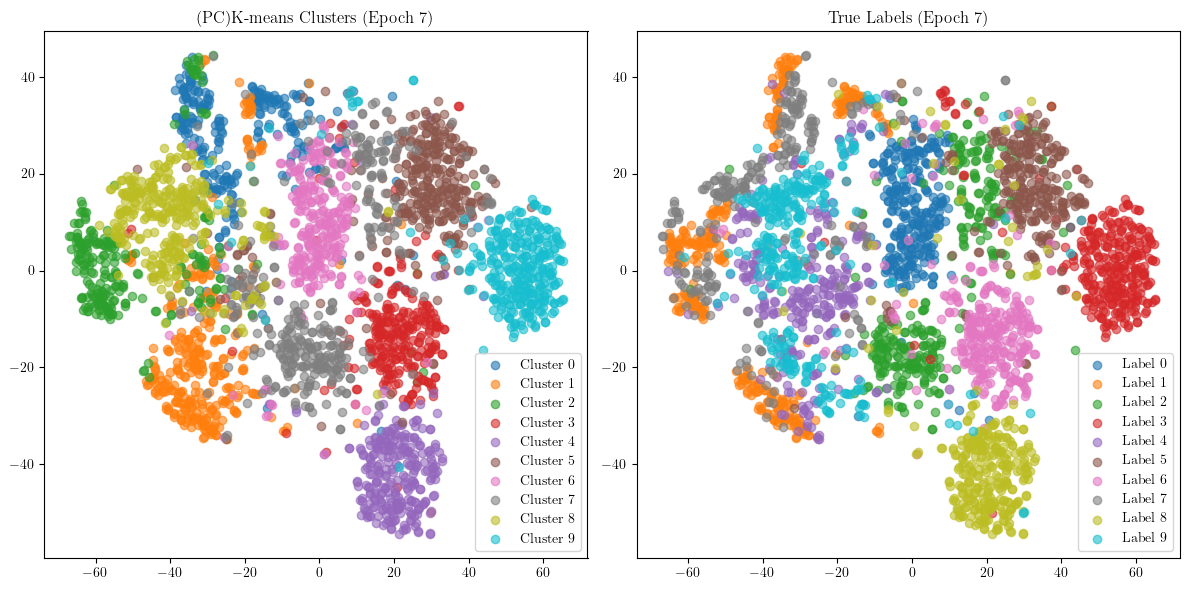 (PC)K-means Clusters (Epoch 7)
40
20
0
−20
−40
−60
−40
−20
0
20
40
60
Cluster 0
Cluster 1
Cluster 2
Cluster 3
Cluster 4
Cluster 5
Cluster 6
Cluster 7
Cluster 8
Cluster 9
True Labels (Epoch 7)
40
20
0
−20
−40
−60
−40
−20
0
20
40
60
Label 0
Label 1
Label 2
Label 3
Label 4
Label 5
Label 6
Label 7
Label 8
Label 9